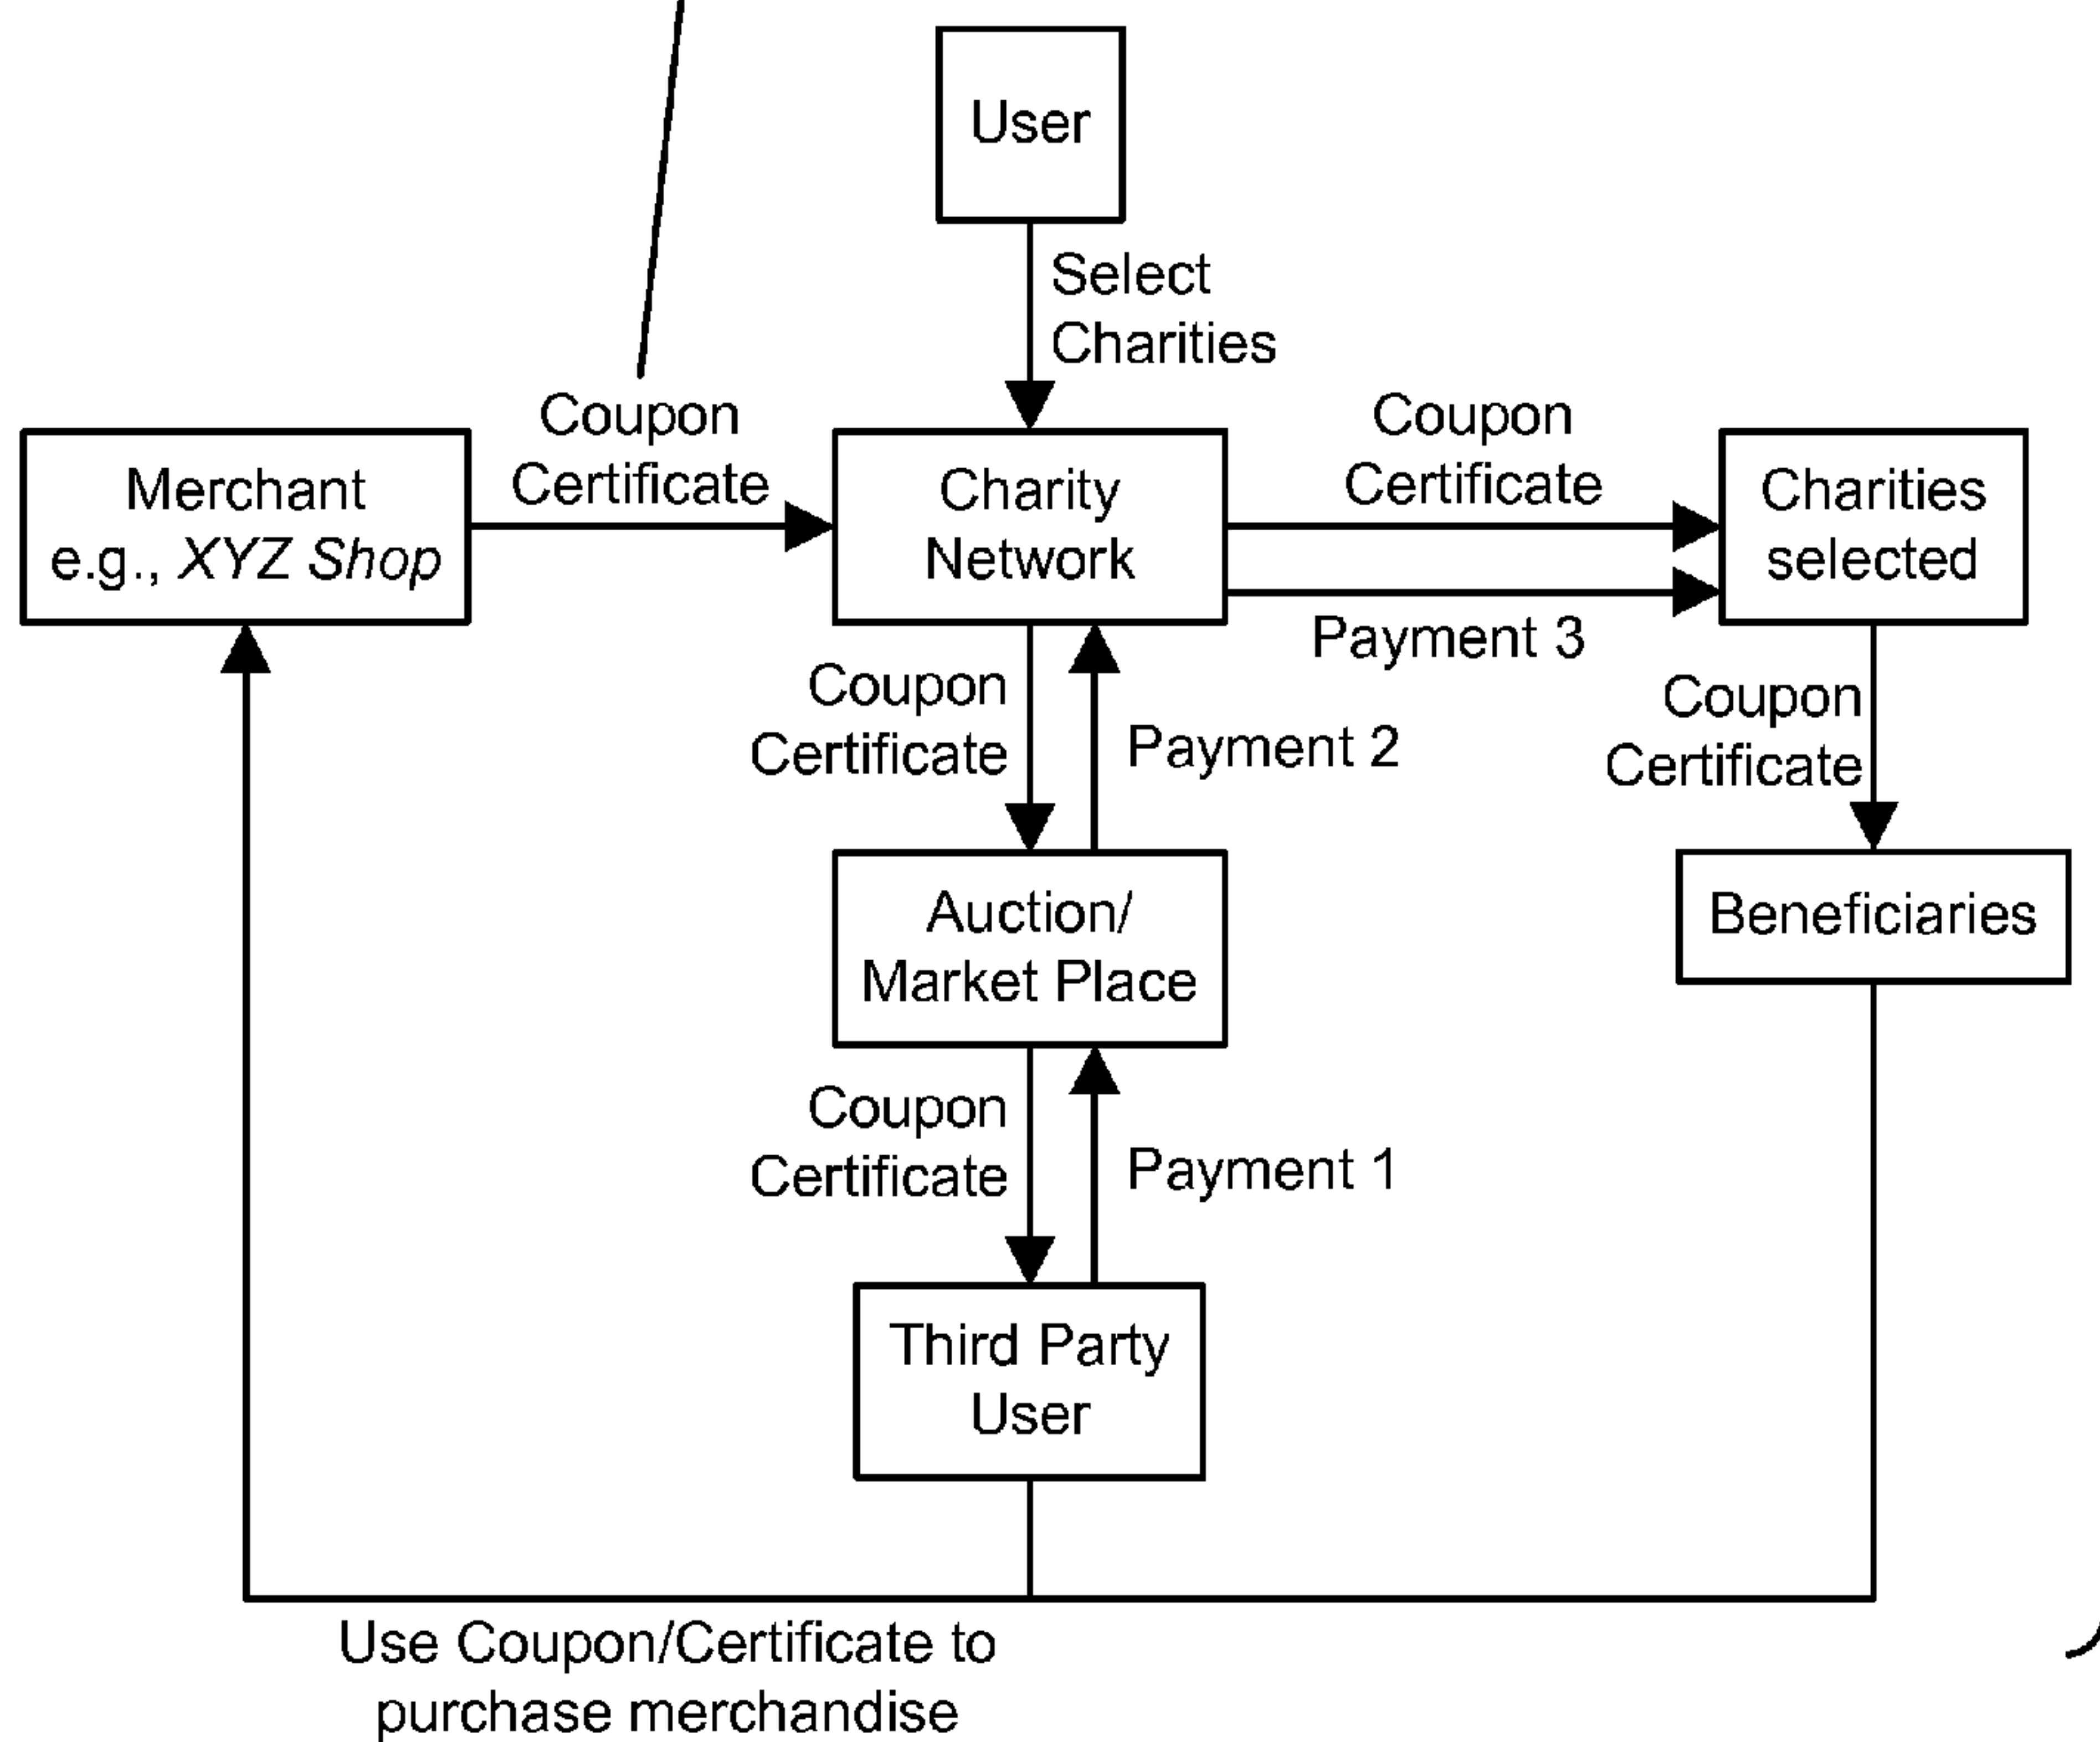 User
Select
Charities
Coupon
Certificate
Coupon
Certificate
Merchant
e.g., XYZ Shop
Charity
Network
Charities
selected
Payment 3
Coupon
Certificate
Payment 2
Coupon
Certificate
Auction/
Market Place
Beneficiaries
Coupon
Certificate
Payment 1
Third Party
User
Use Coupon/Certificate to
purchase merchandise